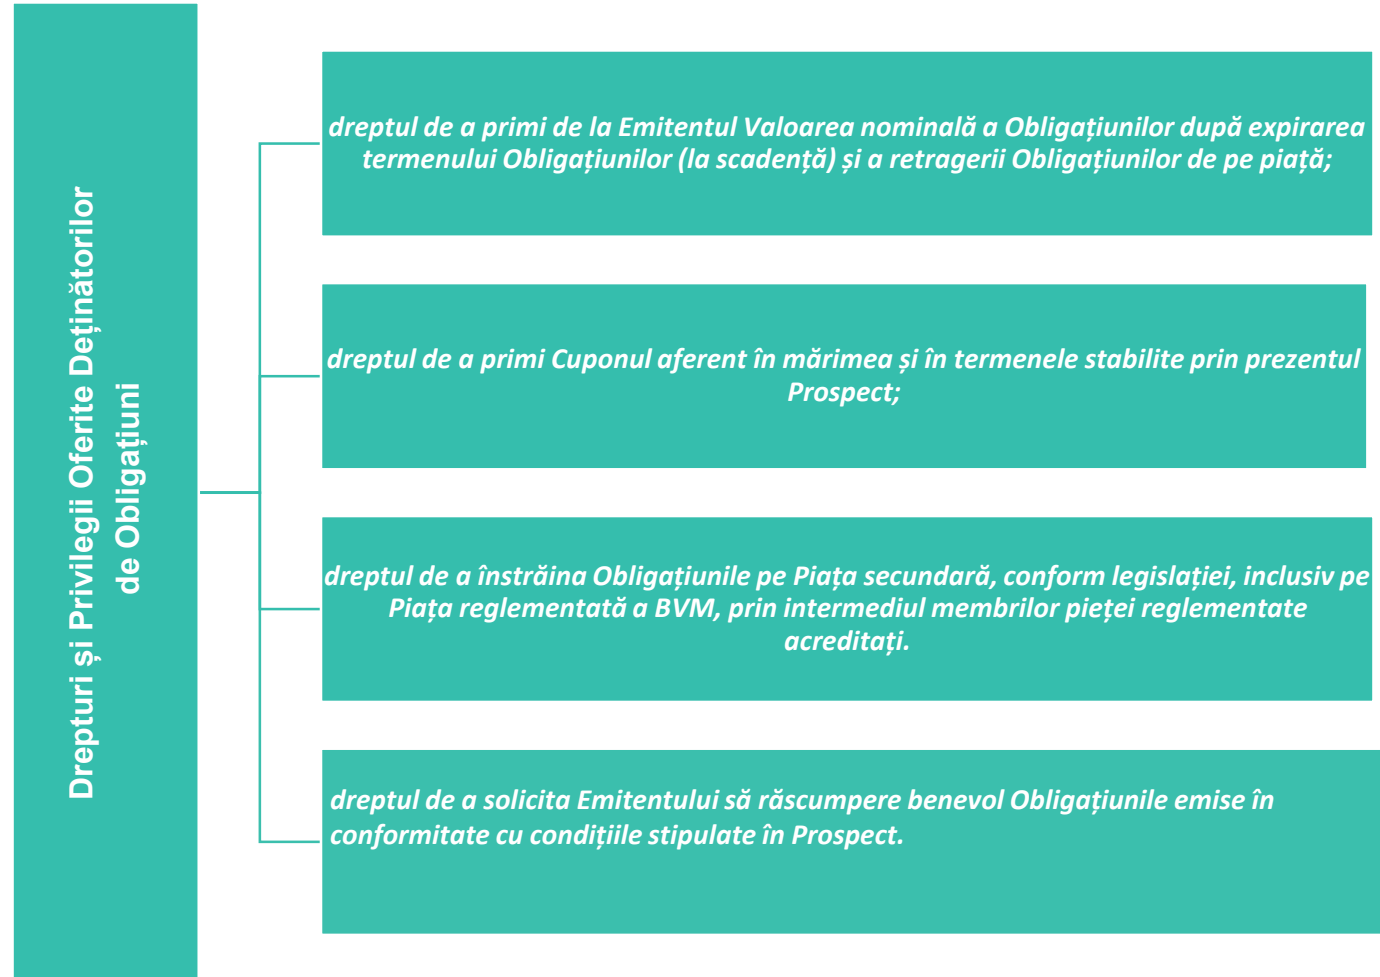 Drepturi și Privilegii Oferite Deținătorilor
de Obligațiuni
dreptul de a primi de la Emitentul Valoarea nominală a Obligațiunilor după expirarea
termenului Obligațiunilor (la scadență) și a retragerii Obligațiunilor de pe piață;
dreptul de a primi Cuponul aferent în mărimea și în termenele stabilite prin prezentul
Prospect;
dreptul de a înstrăina Obligațiunile pe Piața secundară, conform legislației, inclusiv pe
Piața reglementată a BVM, prin intermediul membrilor pieței reglementate
acreditați.
dreptul de a solicita Emitentului să răscumpere benevol Obligațiunile emise în
conformitate cu condițiile stipulate în Prospect.